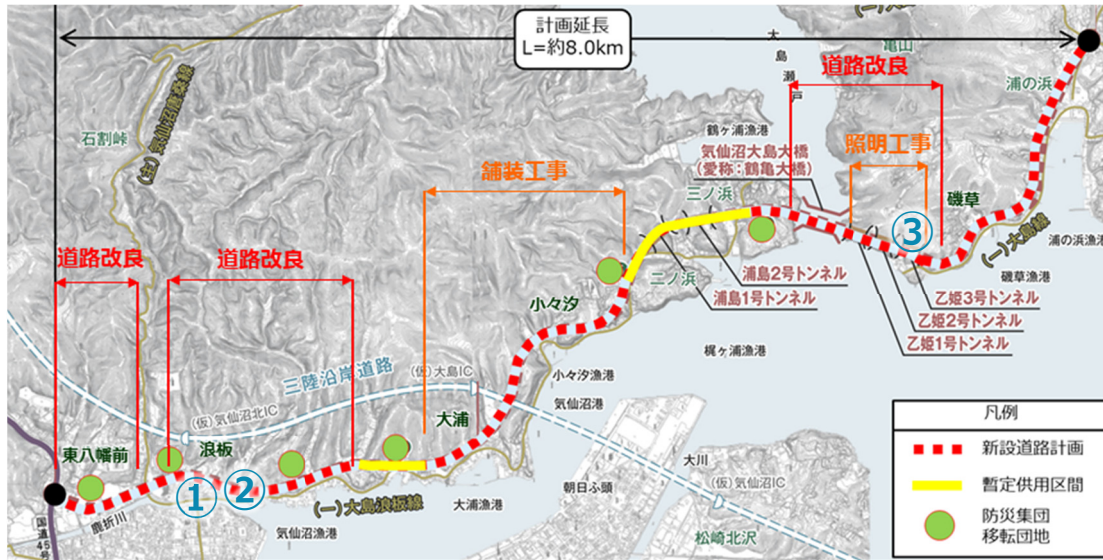 計画延長
L=約8.0km
大島瀬戸
(一)大島線
亀山
浦の浜
道路改良
石割峠
鶴ヶ浦漁港
照明工事
気仙沼大島大橋
(愛称:鶴亀大橋)
舗装工事
三ノ浜
磯草
③
浦の浜漁港
(一)大島線
道路改良
道路改良
二ノ浜
浦島2号トンネル
磯草漁港
浦島1号トンネル
乙姫3号トンネル
小々汐
乙姫2号トンネル
乙姫1号トンネル
梶ヶ浦漁港
三陸沿岸道路
(仮)大島IC
小々汐漁港
気仙沼港
(仮)気仙沼北IC
大浦
凡例
東八幡前
浪板
新設道路計画
大川
(仮)気仙沼IC
①
②
朝日ふ頭
暫定供用区間
(一)大島浪板線
大浦漁港
鹿折川
国道45号
気仙沼漁港
松崎北沢
防災集団
移転団地